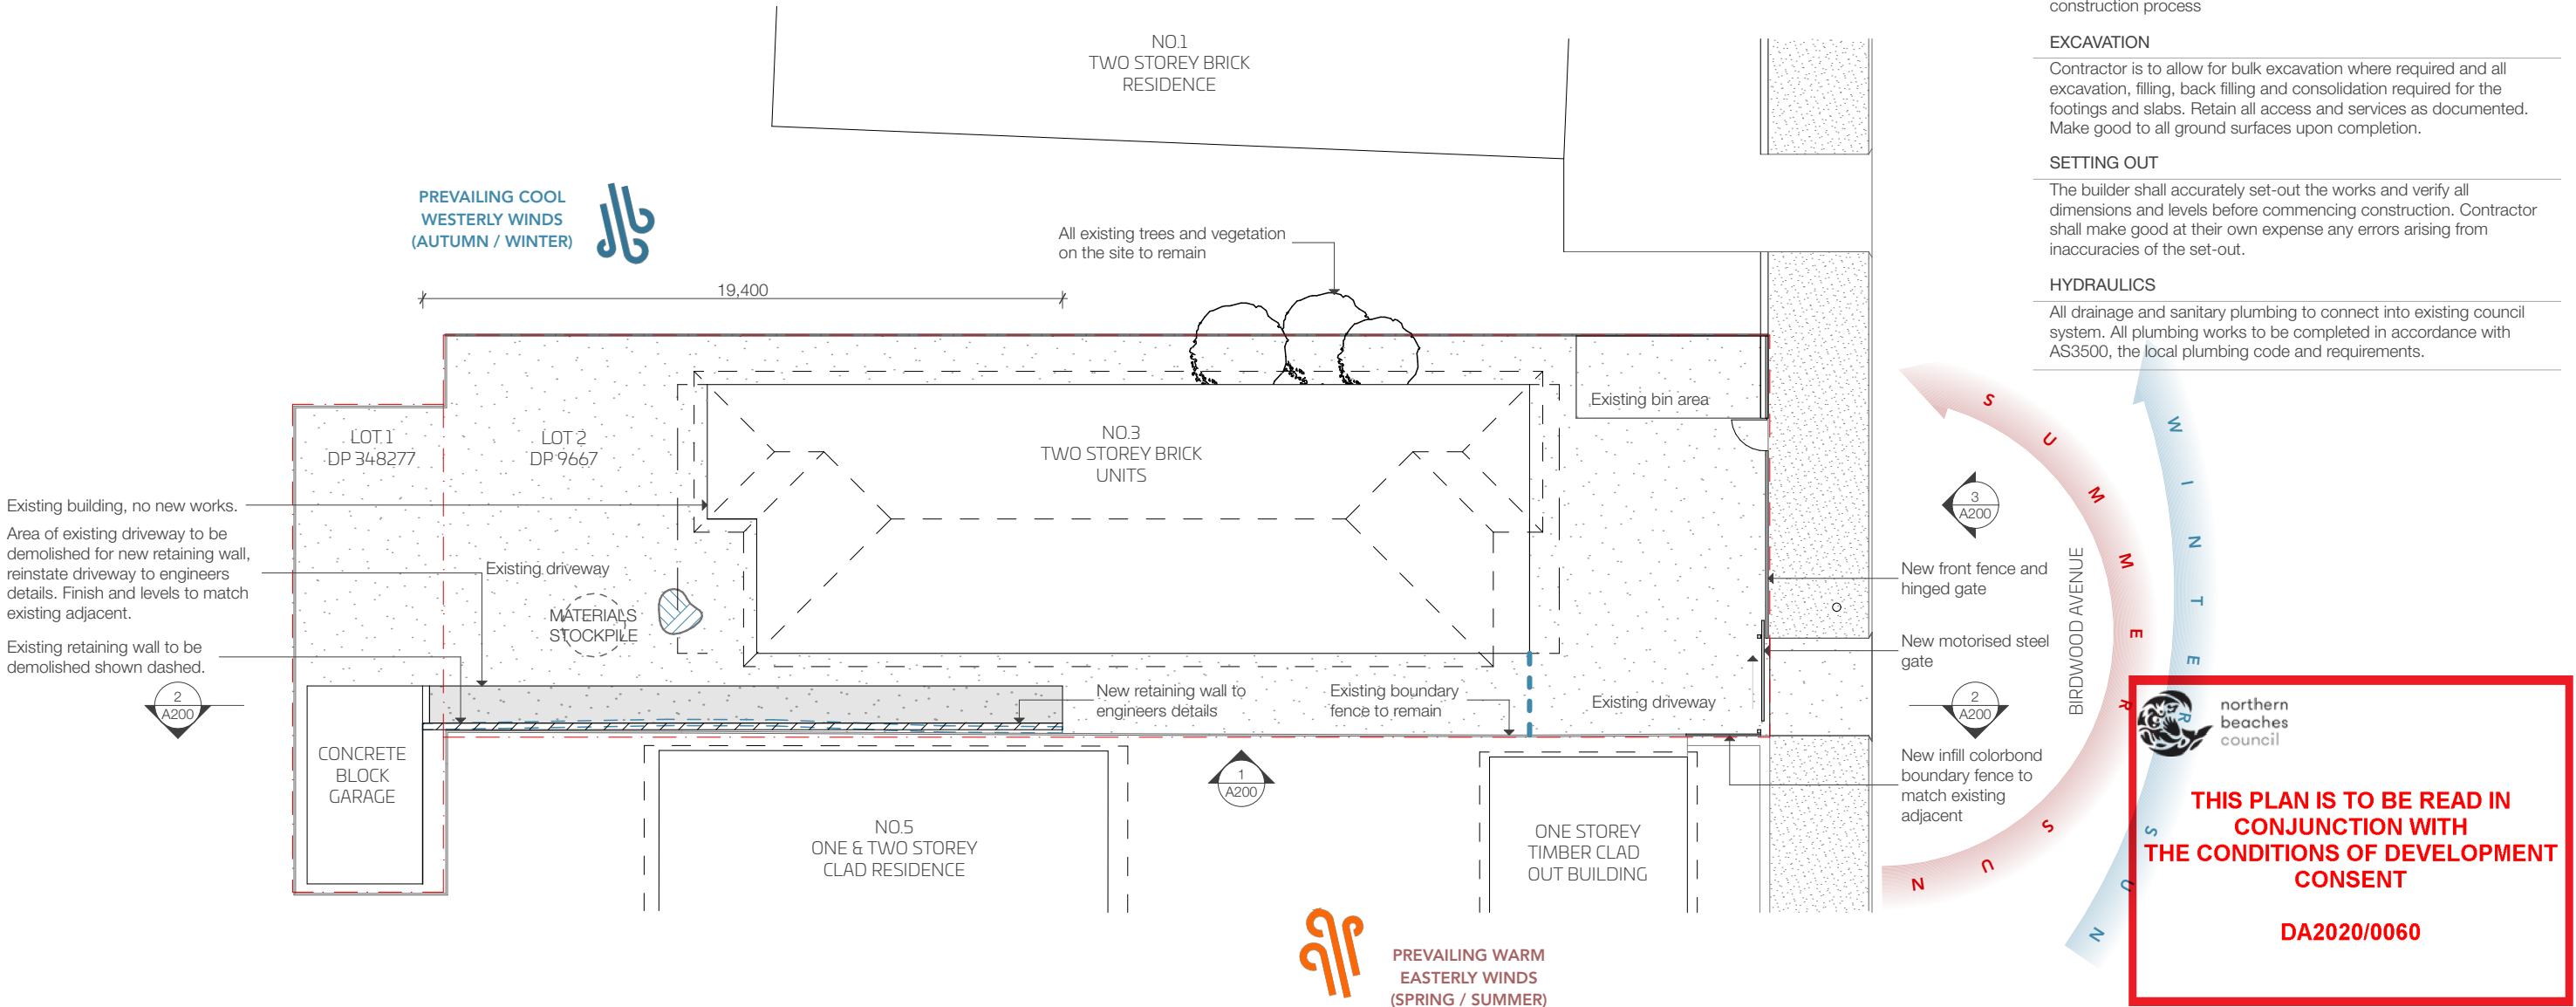 construction process
EXCAVATION
Contractor is to allow for bulk excavation where required and all
excavation, filling, back filling and consolidation required for the
footings and slabs. Retain all access and services as documented.
Make good to all ground surfaces upon completion.
SETTING OUT
The builder shall accurately set-out the works and verify all
dimensions and levels before commencing construction. Contractor
shall make good at their own expense any errors arising from
inaccuracies of the set-out.
HYDRAULICS
All drainage and sanitary plumbing to connect into existing council
system. All plumbing works to be completed in accordance with
AS3500, the local plumbing code and requirements.
NO.1
TWO STOREY BRICK
RESIDENCE
PREVAILING COOL
WESTERLY WINDS
(AUTUMN / WINTER)
All existing trees and vegetation
on the site to remain
19,400
Existing bin area
LOT 1
DP 348277
LOT 2
DP 9667
NO.3
TWO STOREY BRICK
UNITS
Existing building, no new works.
Area of existing driveway to be
demolished for new retaining wall,
reinstate driveway to engineers
details. Finish and levels to match
existing adjacent.
Existing retaining wall to be
demolished shown dashed.
2
A200
Existing driveway
MATERIALS
STOCKPILE
New retaining wall to
engineers details
Existing boundary
fence to remain
Existing driveway
3
A200
New front fence and
hinged gate
New motorised steel
gate
2
A200
New infill colorbond
boundary fence to
match existing
adjacent
BIRDWOOD AVENUE
SUMMER SUN
WINTER SUN
CONCRETE
BLOCK
GARAGE
NO.5
ONE & TWO STOREY
CLAD RESIDENCE
1
A200
ONE STOREY
TIMBER CLAD
OUT BUILDING
PREVAILING WARM
EASTERLY WINDS
(SPRING / SUMMER)
northern
beaches
council
THIS PLAN IS TO BE READ IN
CONJUNCTION WITH
THE CONDITIONS OF DEVELOPMENT
CONSENT
DA2020/0060